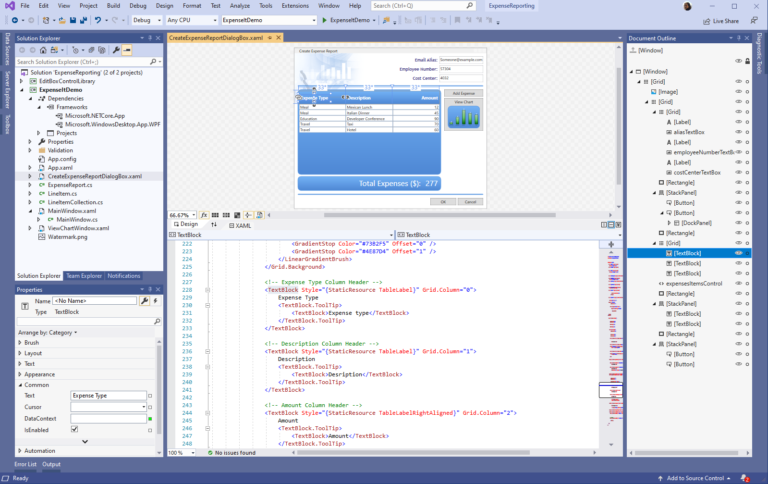 File Edit View Project Build Debug Design Format Test Analyze Tools Extensions Window Help Search (Ctrl+Q) ExpenseReporting
Debug Any CPU ExpenseItDemo ExpenseItDemo Live Share
Data Sources
Server Explorer
Toolbox
Solution Explorer
Search Solution Explorer (Ctrl+;)
Solution 'ExpenseReporting' (2 of 2 projects)
EditBoxControlLibrary
ExpenseItDemo
Dependencies
Frameworks
Microsoft.NETCore.App
Microsoft.WindowsDesktop.App.WPF
Projects
Properties
Validation
App.config
App.xaml
CreateExpenseReportDialogBox.xaml
ExpenseReport.cs
LineItem.cs
LineItemCollection.cs
MainWindow.xaml
MainWindow.cs
ViewChartWindow.xaml
Watermark.png
Solution Explorer Team Explorer Notifications
Properties
Name <No Name>
Type TextBlock
Arrange by: Category
Brush
Layout
Text
Appearance
Common
Text Expense Type
Cursor
DataContext
IsEnabled
Automation
CreateExpenseReportDialogBox.xaml
Create Expense Report
Email alias: Someone@example.com
Employee number: 57304
Cost Center: 4032
Expense Type Description Amount
Meal Mexican Lunch 12
Meal Italian Dinner 45
Education Developer Conference 90
Travel Taxi 70
Travel Hotel 60
Total Expenses ($): 277
Add Expense
View Chart
OK Cancel
66.67%
Design XAML
TextBlock TextBlock
222 <GradientStop Color="#73B2F5" Offset="0" />
223 <GradientStop Color="#4E87D4" Offset="1" />
224 </LinearGradientBrush>
225 </Grid.Background>
226
227 <!-- Expense Type Column Header -->
228 <TextBlock Style="{StaticResource TableLabel}" Grid.Column="0">
229 Expense Type
230 <TextBlock.ToolTip>
231 <TextBlock>Expense type</TextBlock>
232 </TextBlock.ToolTip>
233 </TextBlock>
234
235 <!-- Description Column Header -->
236 <TextBlock Style="{StaticResource TableLabel}" Grid.Column="1">
237 Description
238 <TextBlock.ToolTip>
239 <TextBlock>Desription</TextBlock>
240 </TextBlock.ToolTip>
241 </TextBlock>
242
243 <!-- Amount Column Header -->
244 <TextBlock Style="{StaticResource TableLabelRightAligned}" Grid.Column="2">
245 Amount
246 <TextBlock.ToolTip>
247 <TextBlock>Amount</TextBlock>
248 </TextBlock.ToolTip>
100 % No issues found
Document Outline
[Window]
[Window]
[Grid]
[Image]
[Grid]
[Grid]
[Label]
aliasTextBox
[Label]
employeeNumberTextB
[Label]
costCenterTextBox
[Rectangle]
[StackPanel]
[Button]
[Button]
[DockPanel]
[Rectangle]
[Grid]
[TextBlock]
[TextBlock]
[TextBlock]
expensesItemsControl
[Rectangle]
[StackPanel]
[TextBlock]
[TextBlock]
[Rectangle]
[StackPanel]
[Button]
[Button]
Diagnostic Tools
Error List Output
Ready Add to Source Control